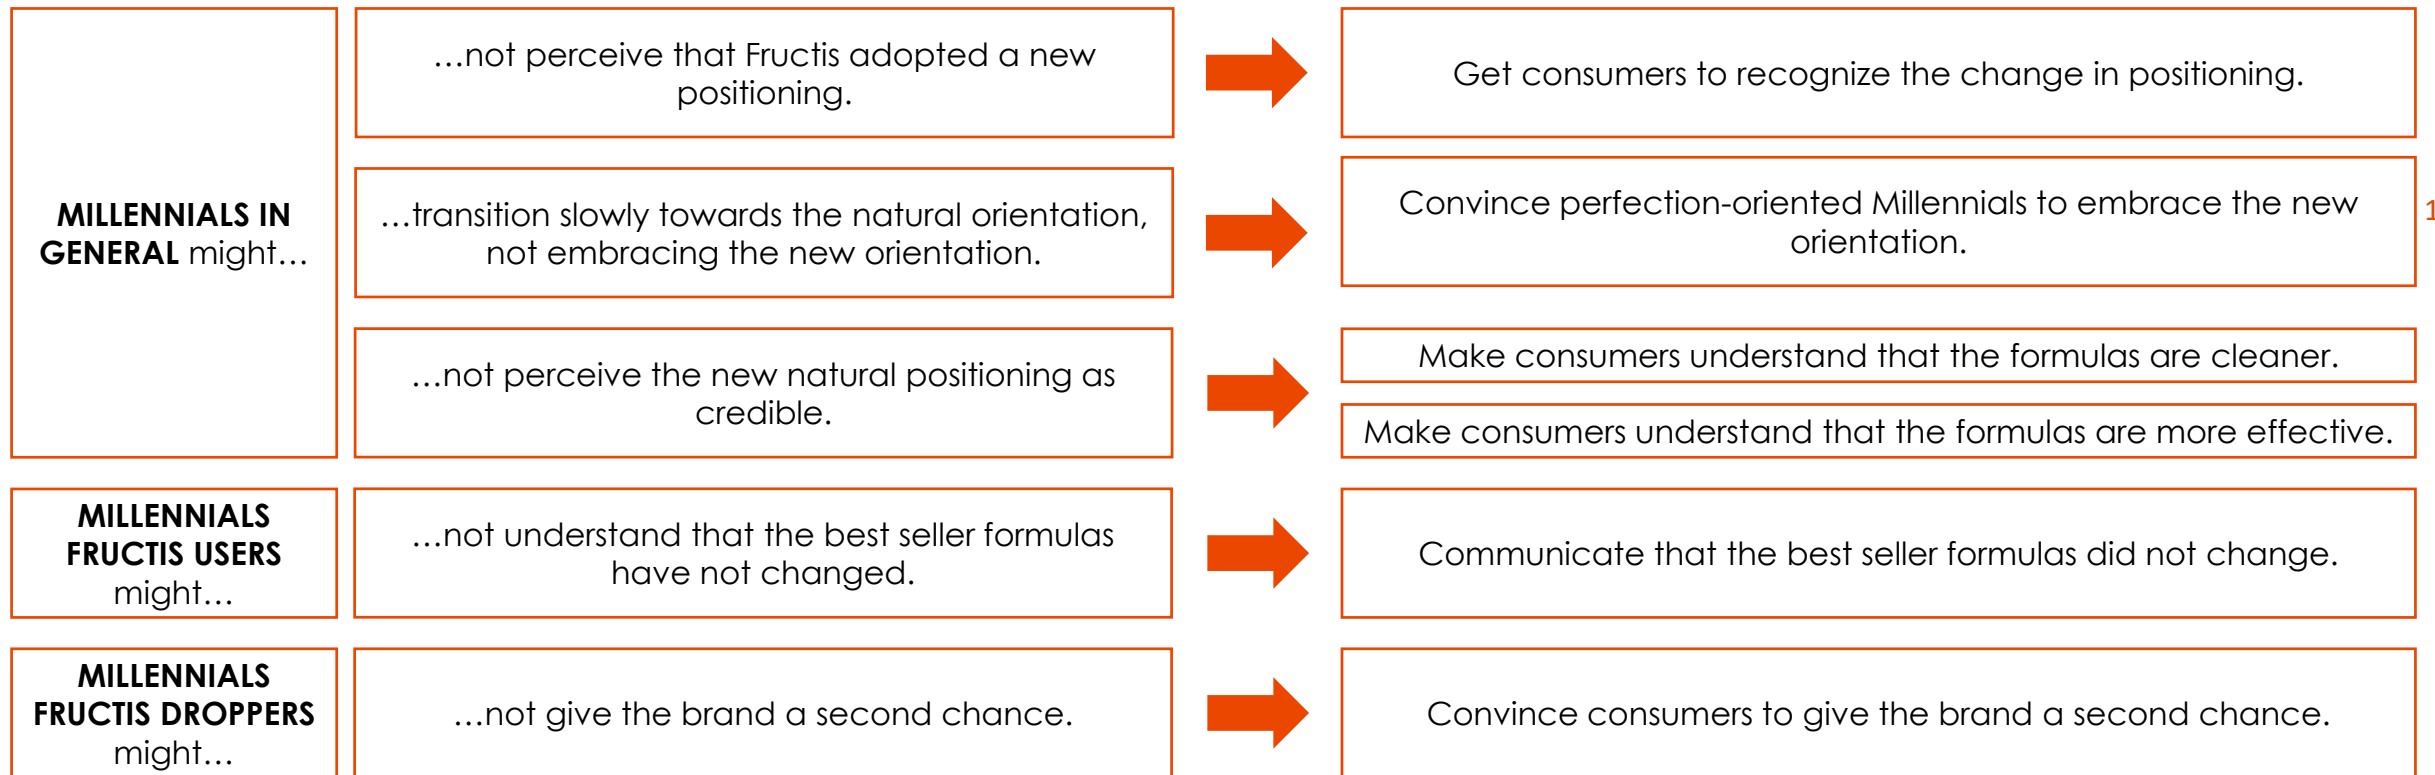 MILLENNIALS IN
GENERAL might…
…not perceive that Fructis adopted a new
positioning.
Get consumers to recognize the change in positioning.
…transition slowly towards the natural orientation,
not embracing the new orientation.
Convince perfection-oriented Millennials to embrace the new
orientation.
1
…not perceive the new natural positioning as
credible.
Make consumers understand that the formulas are cleaner.
Make consumers understand that the formulas are more effective.
MILLENNIALS
FRUCTIS USERS
might…
…not understand that the best seller formulas
have not changed.
Communicate that the best seller formulas did not change.
MILLENNIALS
FRUCTIS DROPPERS
might…
…not give the brand a second chance.
Convince consumers to give the brand a second chance.